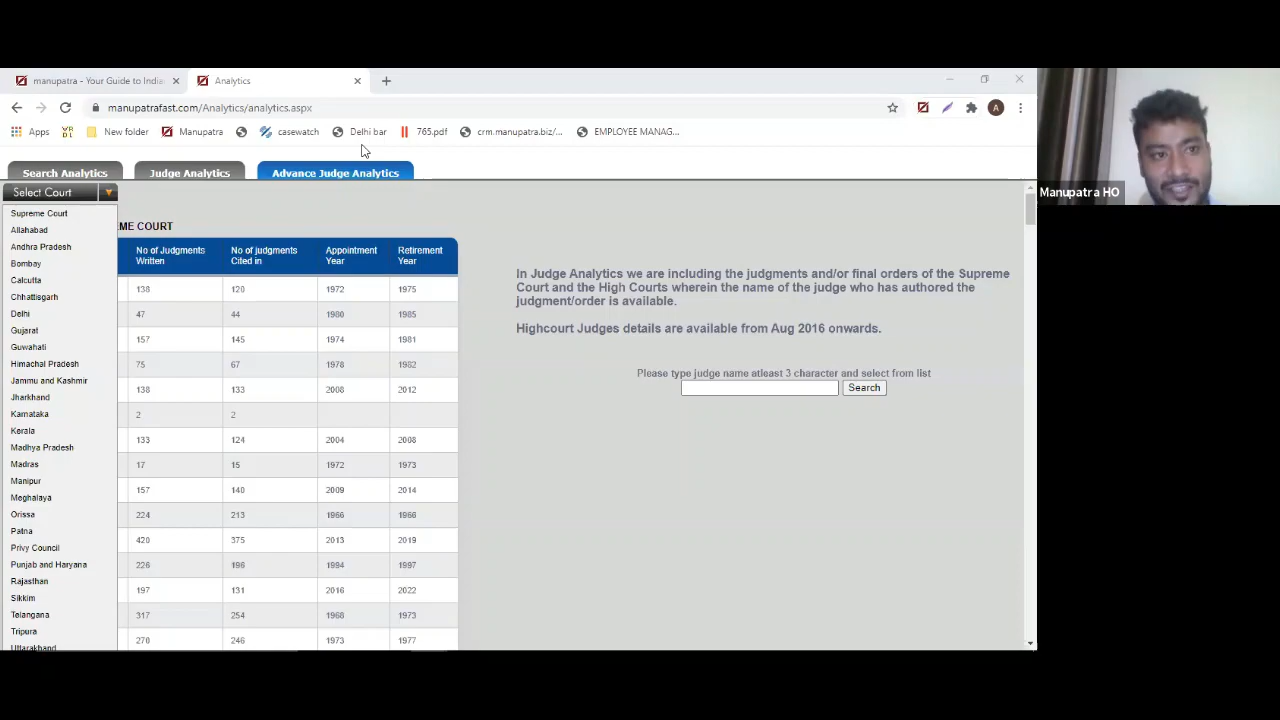 manupatra - Your Guide to India
Analytics
manupatrafast.com/Analytics/analytics.aspx
A
Apps
New folder
Manupatra
casewatch
Delhi bar
765.pdf
crm.manupatra.biz/...
EMPLOYEE MANAG...
Search Analytics
Judge Analytics
Advance Judge Analytics
Select Court
Supreme Court
Allahabad
Andhra Pradesh
Bombay
Calcutta
Chhattisgarh
Delhi
Gujarat
Guwahati
Himachal Pradesh
Jammu and Kashmir
Jharkhand
Karnataka
Kerala
Madhya Pradesh
Madras
Manipur
Meghalaya
Orissa
Patna
Privy Council
Punjab and Haryana
Rajasthan
Sikkim
Telangana
Tripura
Uttarakhand
ME COURT
No of Judgments Written No of judgments Cited in Appointment Year Retirement Year
138 120 1972 1975
47 44 1980 1985
157 145 1974 1981
75 67 1978 1982
138 133 2008 2012
2 2
133 124 2004 2008
17 15 1972 1973
157 140 2009 2014
224 213 1966 1966
420 375 2013 2019
226 196 1994 1997
197 131 2016 2022
317 254 1968 1973
270 246 1973 1977
In Judge Analytics we are including the judgments and/or final orders of the Supreme
Court and the High Courts wherein the name of the judge who has authored the
judgment/order is available.
Highcourt Judges details are available from Aug 2016 onwards.
Please type judge name atleast 3 character and select from list
Search
Manupatra HO